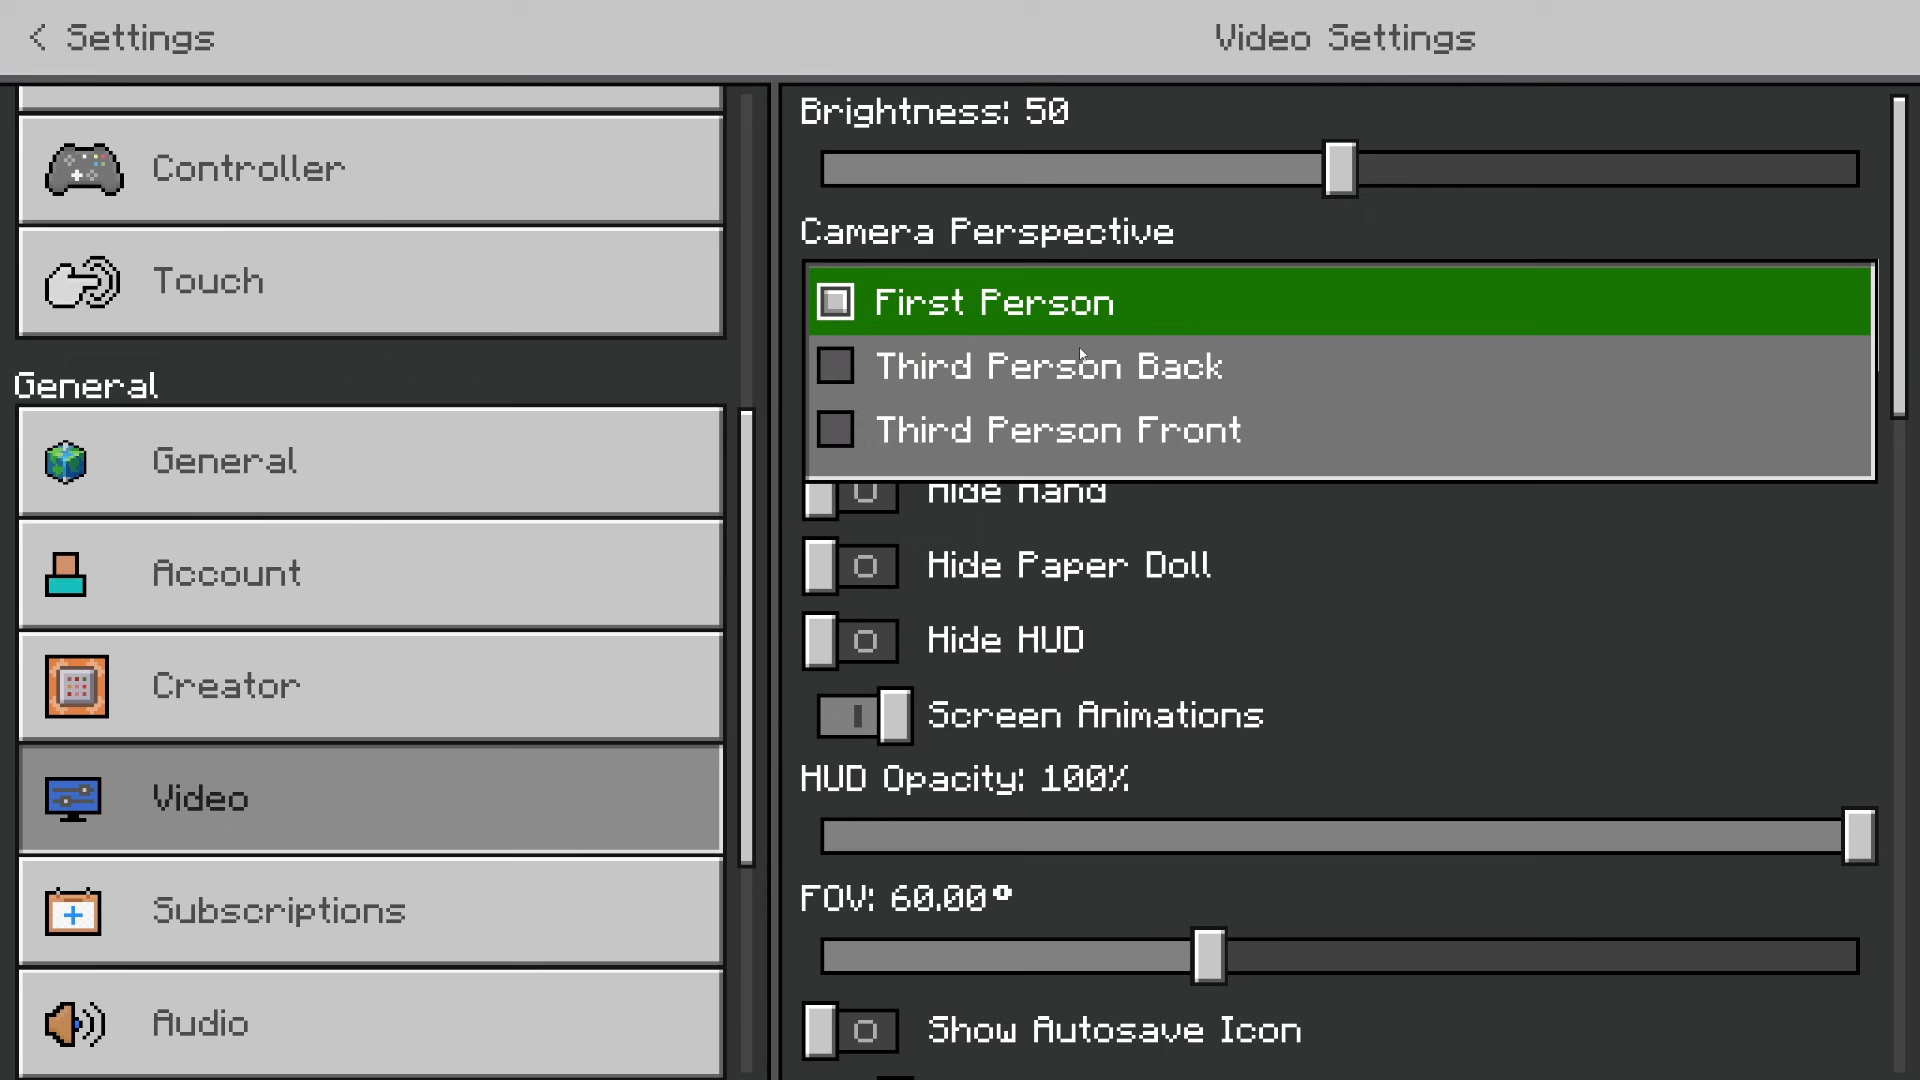 Settings
Video Settings
Controller
Touch
General
General
Account
Creator
Video
Subscriptions
Audio
Brightness: 50
Camera Perspective
First Person
Third Person Back
Third Person Front
Hide Hand
Hide Paper Doll
Hide HUD
Screen Animations
HUD Opacity: 100%
FOV: 60.00°
Show Autosave Icon